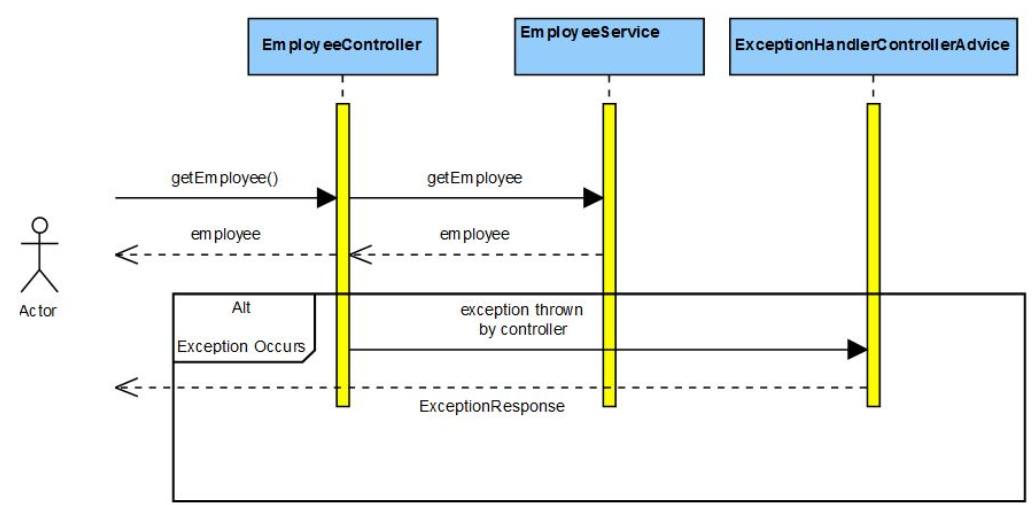 EmployeeController
EmployeeService
ExceptionHandlerControllerAdvice
getEmployee()
getEmployee
employee
employee
Actor
Alt
Exception Occurs
exception thrown
by controller
ExceptionResponse